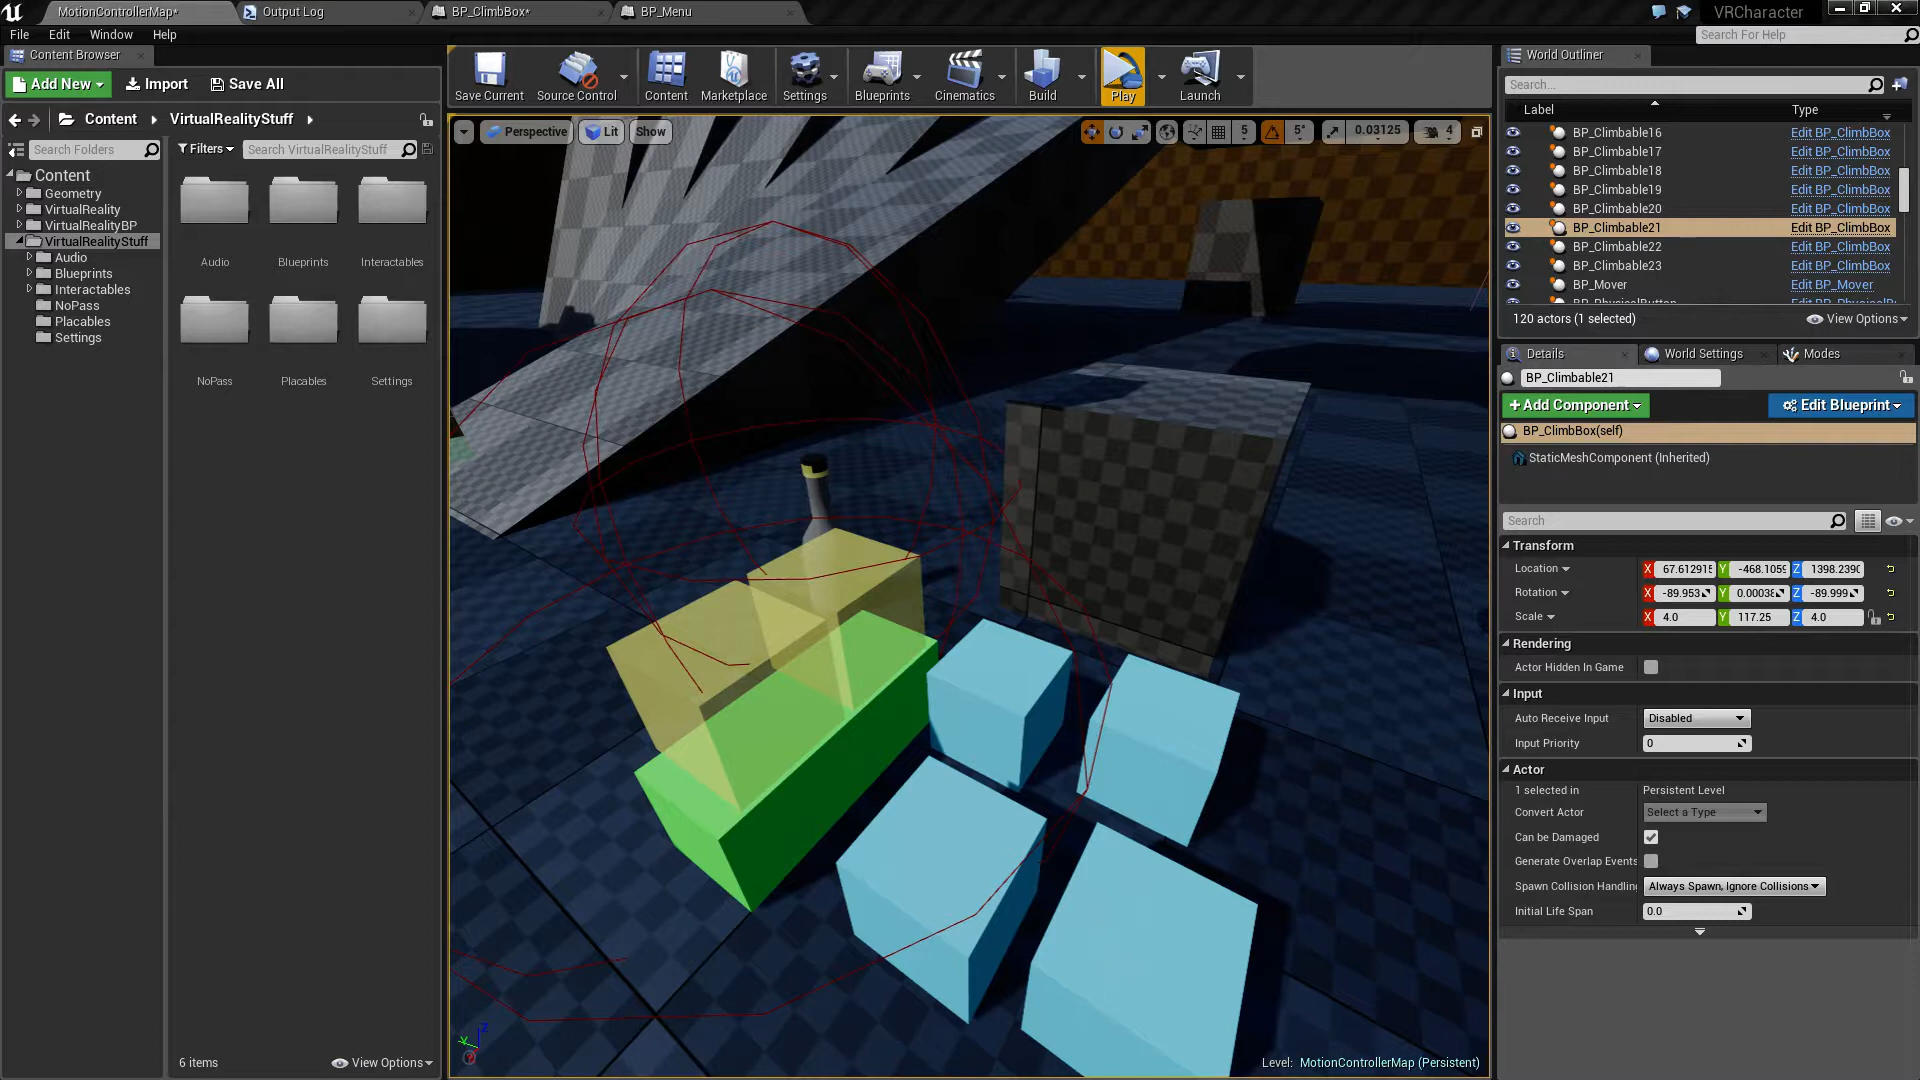 MotionControllerMap*
Output Log
BP_ClimbBox*
BP_Menu
VRCharacter
File Edit Window Help
Search For Help
Content Browser
Add New
Import
Save All
Content
VirtualRealityStuff
Search Folders
Filters
Search VirtualRealityStuff
Content
Geometry
VirtualReality
VirtualRealityBP
VirtualRealityStuff
Audio
Blueprints
Interactables
NoPass
Placables
Settings
Audio
Blueprints
Interactables
NoPass
Placables
Settings
6 items
View Options
Save Current
Source Control
Content
Marketplace
Settings
Blueprints
Cinematics
Build
Play
Launch
Perspective
Lit
Show
5
5°
0.03125
4
Level: MotionControllerMap (Persistent)
World Outliner
Search...
Label
Type
BP_Climbable16 Edit BP_ClimbBox
BP_Climbable17 Edit BP_ClimbBox
BP_Climbable18 Edit BP_ClimbBox
BP_Climbable19 Edit BP_ClimbBox
BP_Climbable20 Edit BP_ClimbBox
BP_Climbable21 Edit BP_ClimbBox
BP_Climbable22 Edit BP_ClimbBox
BP_Climbable23 Edit BP_ClimbBox
BP_Mover Edit BP_Mover
120 actors (1 selected)
View Options
Details
World Settings
Modes
BP_Climbable21
+Add Component
Edit Blueprint
BP_ClimbBox(self)
StaticMeshComponent (Inherited)
Search
Transform
Location X 67.612915 Y -468.1059 Z 1398.2390
Rotation X -89.953 Y 0.00038 Z -89.999
Scale X 4.0 Y 117.25 Z 4.0
Rendering
Actor Hidden In Game
Input
Auto Receive Input Disabled
Input Priority 0
Actor
1 selected in Persistent Level
Convert Actor Select a Type
Can be Damaged
Generate Overlap Events
Spawn Collision Handling Always Spawn, Ignore Collisions
Initial Life Span 0.0